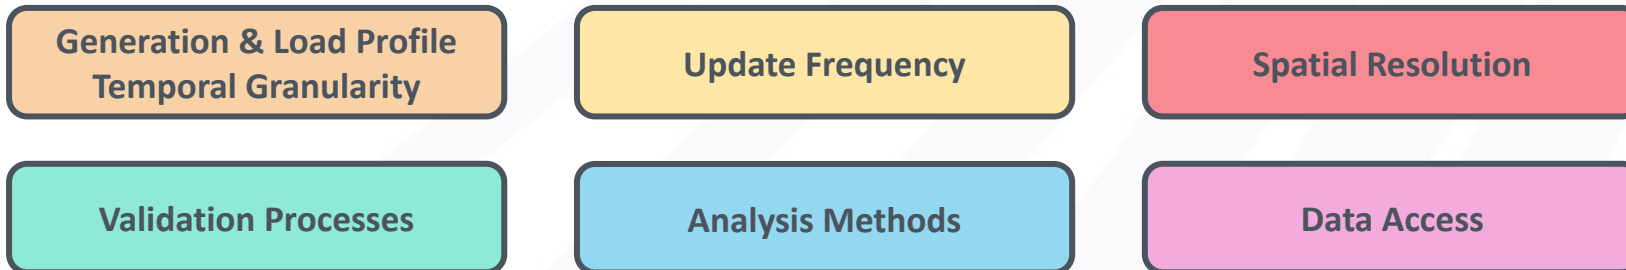 Generation & Load Profile
Temporal Granularity
Update Frequency
Spatial Resolution
Validation Processes
Analysis Methods
Data Access